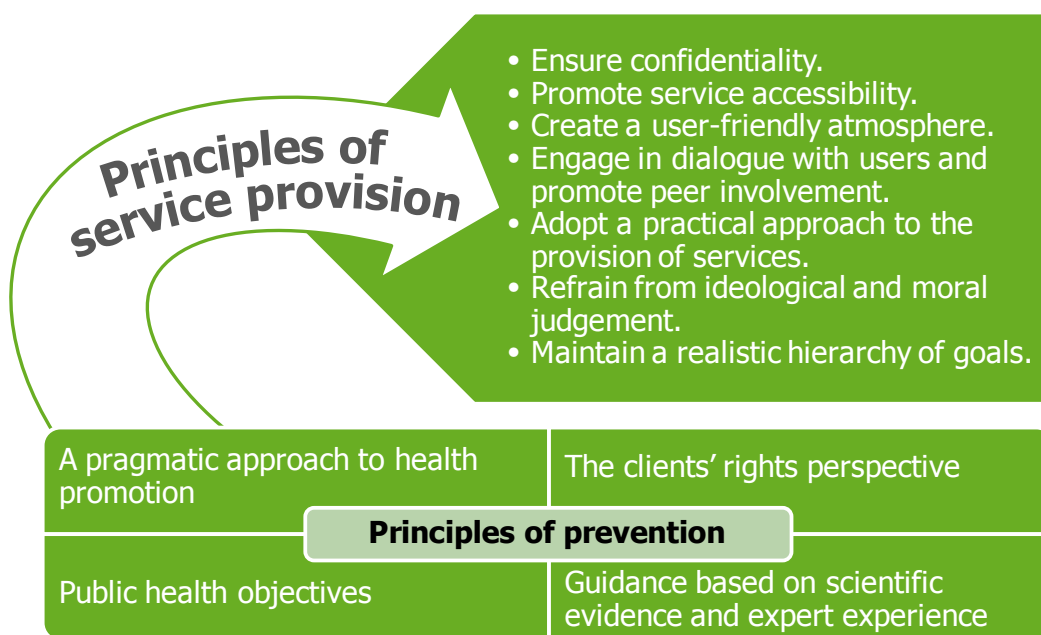 Principles of
service provision
• Ensure confidentiality.
• Promote service accessibility.
• Create a user-friendly atmosphere.
• Engage in dialogue with users and
promote peer involvement.
• Adopt a practical approach to the
provision of services.
• Refrain from ideological and moral
judgement.
• Maintain a realistic hierarchy of goals.
A pragmatic approach to health
promotion
The clients’ rights perspective
Principles of prevention
Public health objectives
Guidance based on scientific
evidence and expert experience